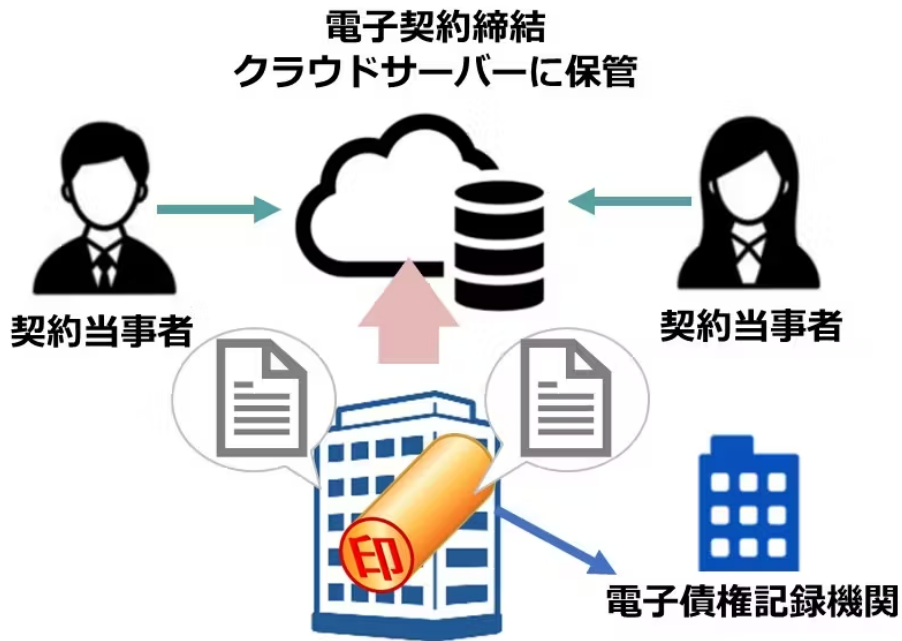 電子契約締結
クラウドサーバーに保管
契約当事者
契約当事者
印
電子債権記録機関